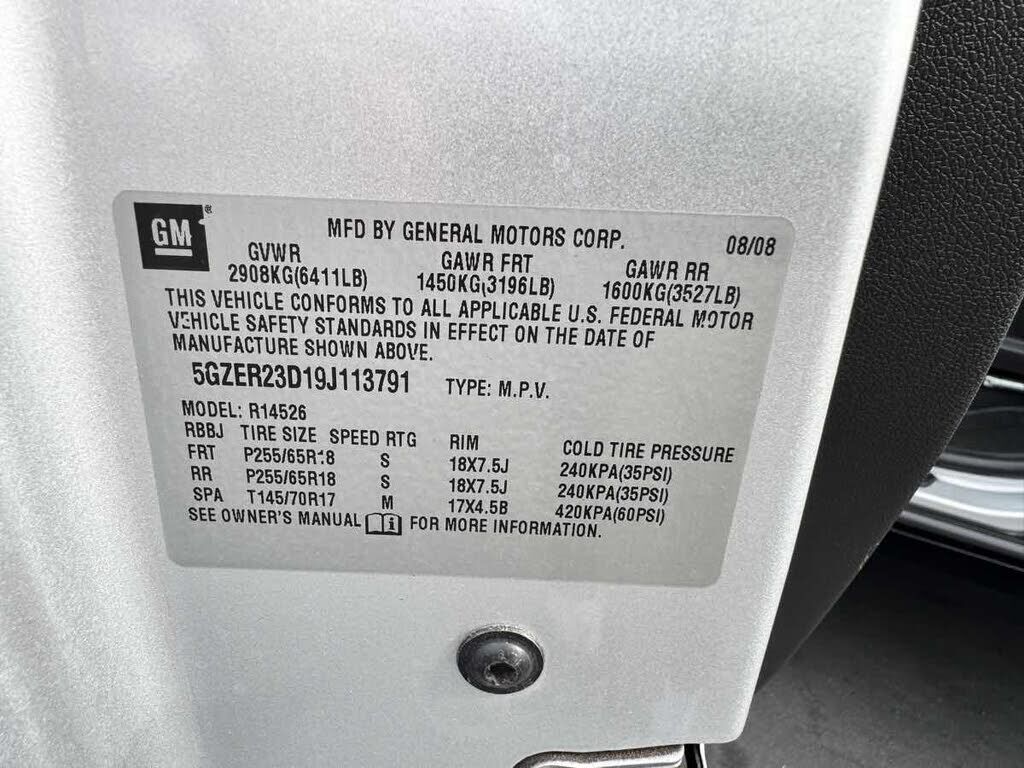 GM®
MFD BY GENERAL MOTORS CORP. 08/08
GVWR GAWR FRT GAWR RR
2908KG(6411LB) 1450KG(3196LB) 1600KG(3527LB)
THIS VEHICLE CONFORMS TO ALL APPLICABLE U.S. FEDERAL MOTOR
VEHICLE SAFETY STANDARDS IN EFFECT ON THE DATE OF
MANUFACTURE SHOWN ABOVE.
5GZER23D19J113791 TYPE: M.P.V.
MODEL: R14526
RBBJ TIRE SIZE SPEED RTG RIM COLD TIRE PRESSURE
FRT P255/65R18 S 18X7.5J 240KPA(35PSI)
RR P255/65R18 S 18X7.5J 240KPA(35PSI)
SPA T145/70R17 M 17X4.5B 420KPA(60PSI)
SEE OWNER'S MANUAL FOR MORE INFORMATION.